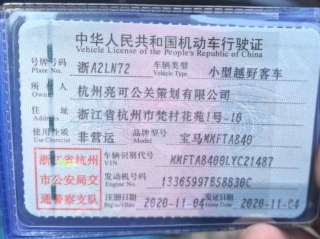 中华人民共和国机动车行驶证
Vehicle License of the People's Republic of China
号牌号码 浙A2LN72 车辆类型 小型越野客车
Plate No. Vehicle Type
所有人 杭州亮可公关策划有限公司
Owner
住址 浙江省杭州市梵村花苑1号-10
Address
使用性质 非营运 品牌型号 宝马MMFTA840
Use Character Model
浙江省杭州
市公安局交
通警察支队
车辆识别代号 MMFTA8400LYC21487
VIN
发动机号码 13365997B58B30C
Engine No.
注册日期 2020-11-04 发证日期 2020-11-04
Register Date Issue Date